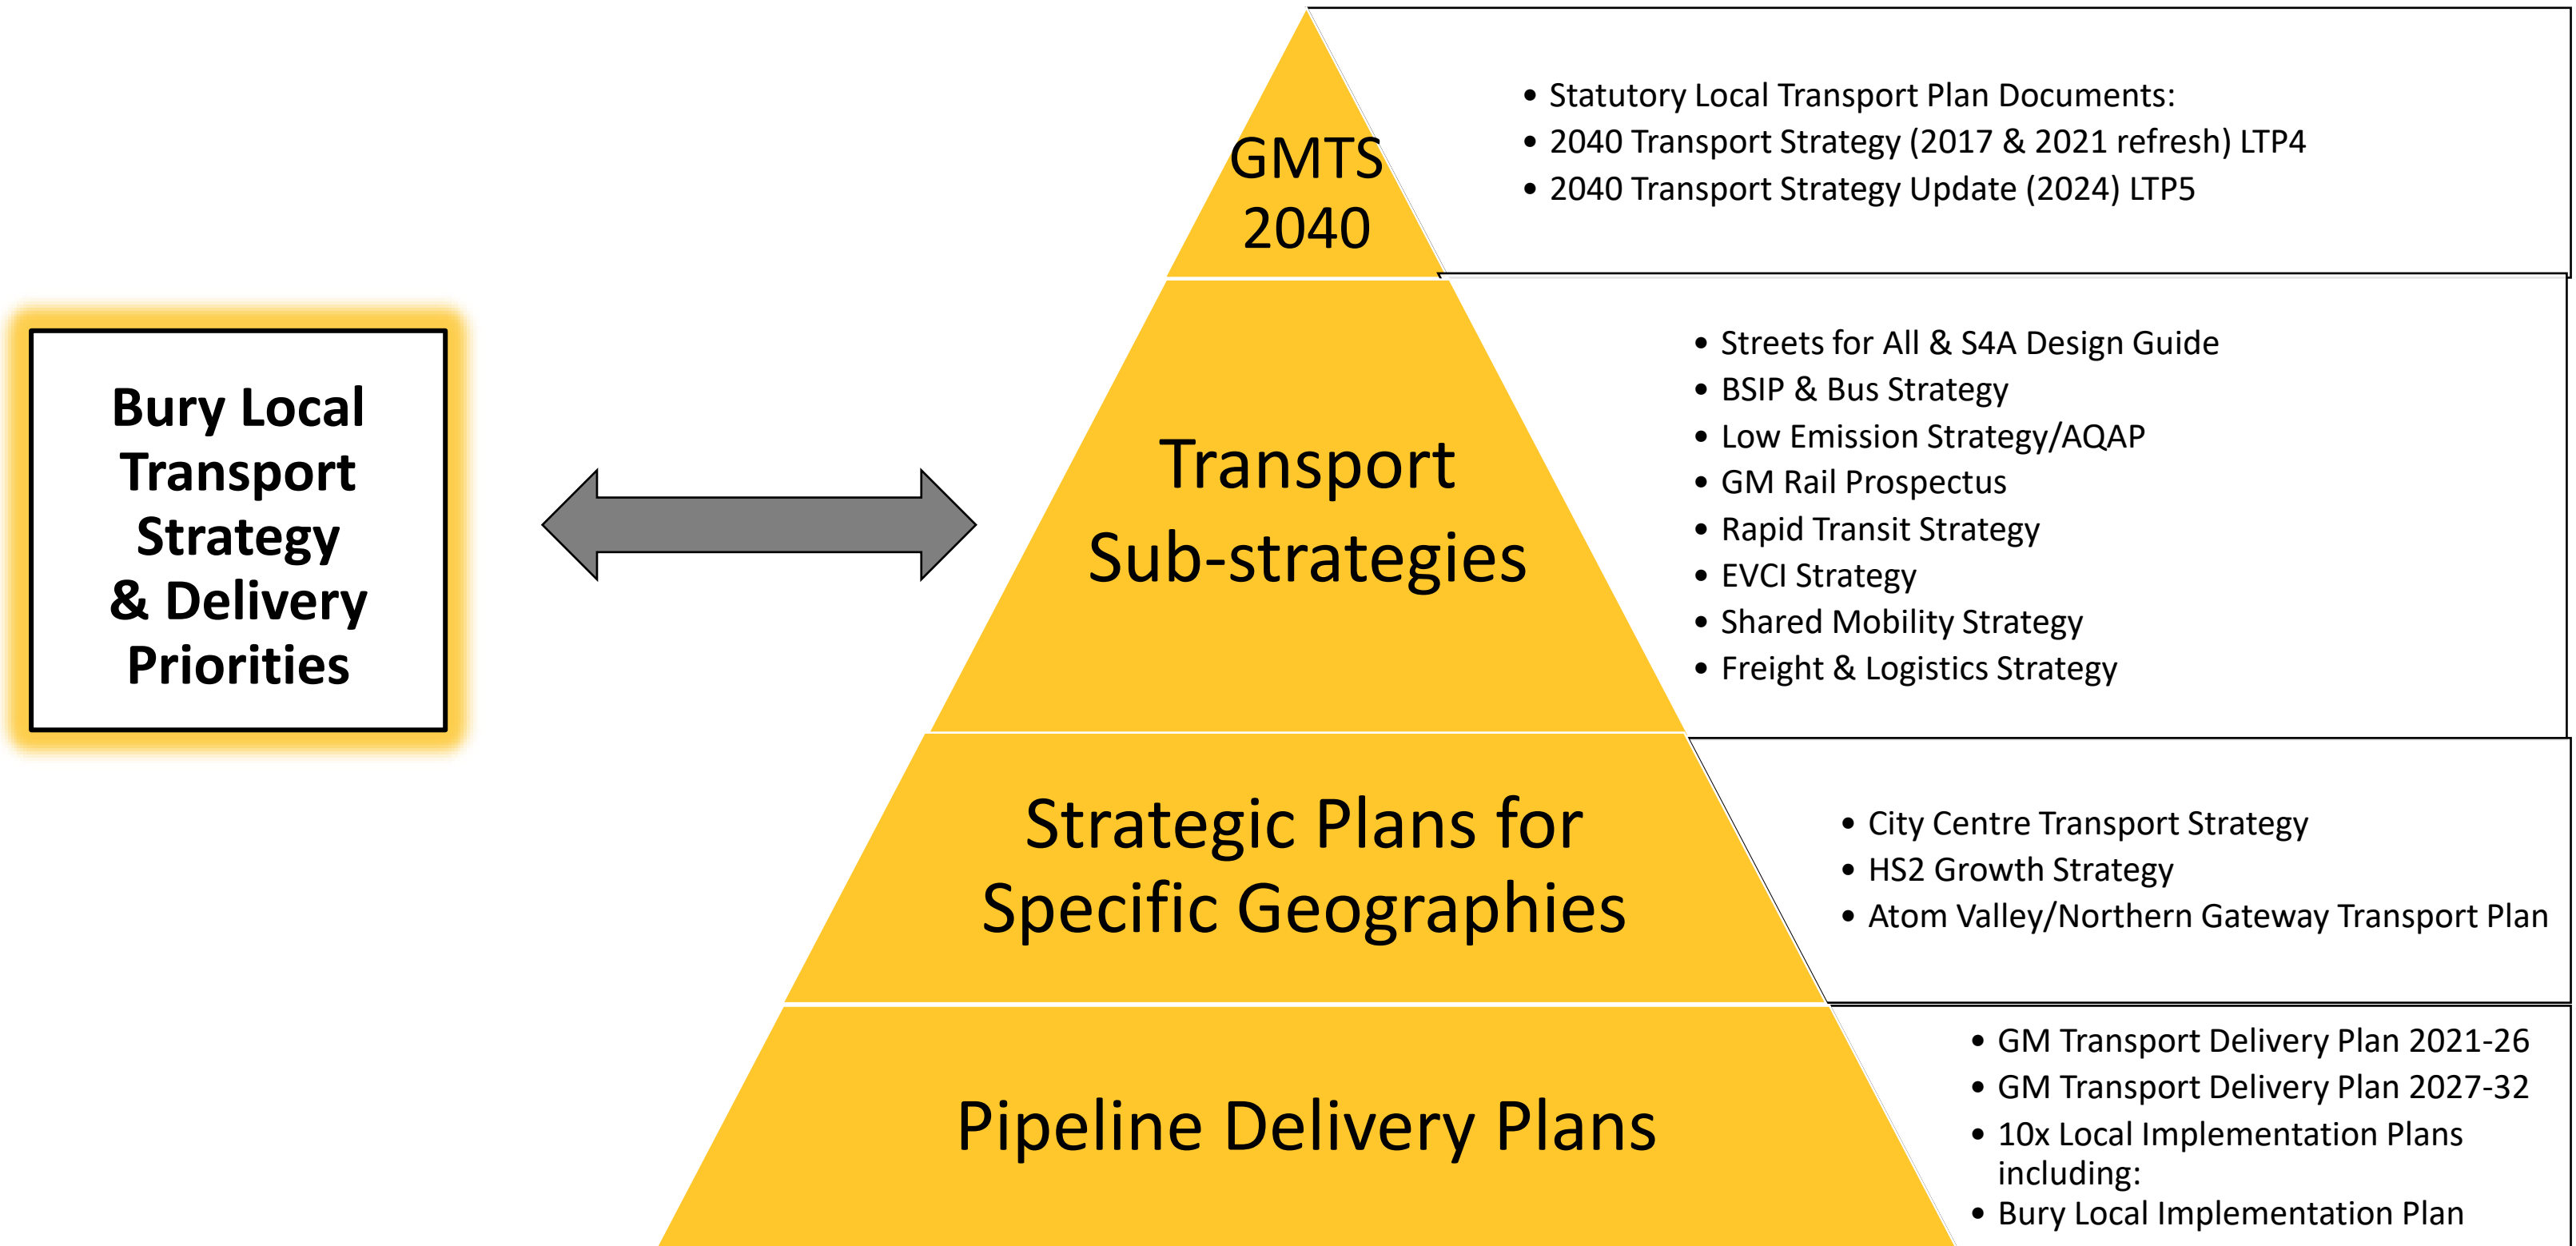 Bury Local
Transport
Strategy
& Delivery
Priorities
GMTS
2040
• Statutory Local Transport Plan Documents:
• 2040 Transport Strategy (2017 & 2021 refresh) LTP4
• 2040 Transport Strategy Update (2024) LTP5
Transport
Sub-strategies
• Streets for All & S4A Design Guide
• BSIP & Bus Strategy
• Low Emission Strategy/AQAP
• GM Rail Prospectus
• Rapid Transit Strategy
• EVCI Strategy
• Shared Mobility Strategy
• Freight & Logistics Strategy
Strategic Plans for
Specific Geographies
• City Centre Transport Strategy
• HS2 Growth Strategy
• Atom Valley/Northern Gateway Transport Plan
Pipeline Delivery Plans
• GM Transport Delivery Plan 2021-26
• GM Transport Delivery Plan 2027-32
• 10x Local Implementation Plans
including:
• Bury Local Implementation Plan